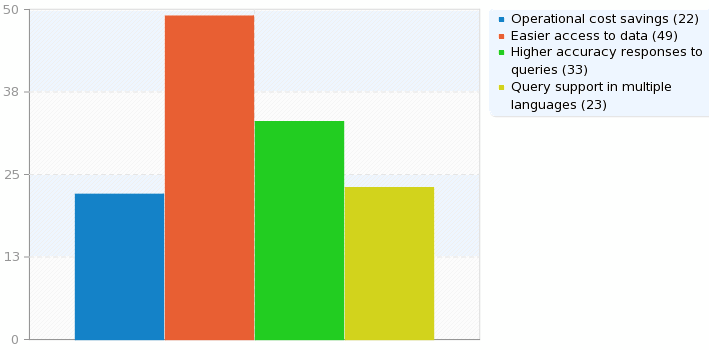 50
38
25
13
0
Operational cost savings (22)
Easier access to data (49)
Higher accuracy responses to
queries (33)
Query support in multiple
languages (23)